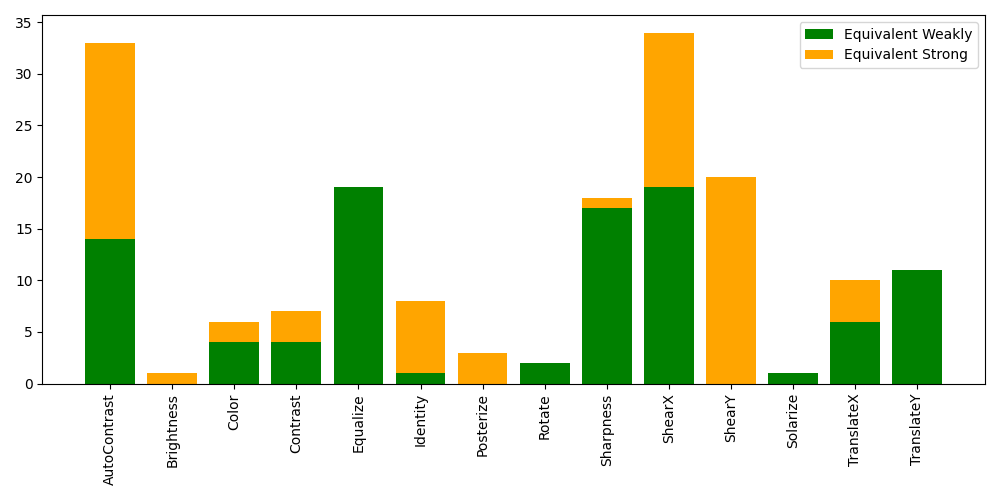 35
30
25
20
15
10
5
0
Equivalent Weakly
Equivalent Strong
AutoContrast
Brightness
Color
Contrast
Equalize
Identity
Posterize
Rotate
Sharpness
ShearX
ShearY
Solarize
TranslateX
TranslateY